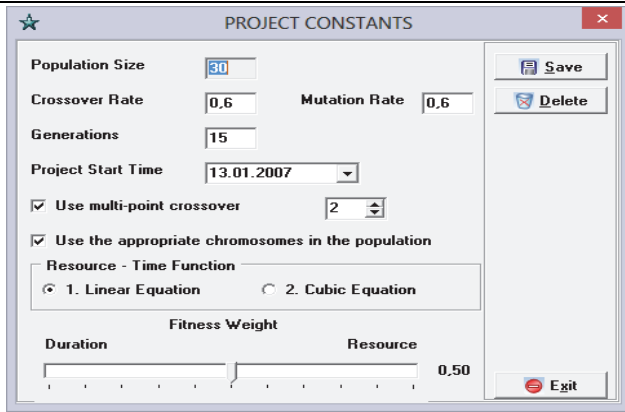 PROJECT CONSTANTS
Population Size 30
Save
Crossover Rate 0,6 Mutation Rate 0,6
Delete
Generations 15
Project Start Time 13.01.2007
Use multi-point crossover 2
Use the appropriate chromosomes in the population
Resource - Time Function
1. Linear Equation 2. Cubic Equation
Fitness Weight
Duration Resource
0,50
Exit